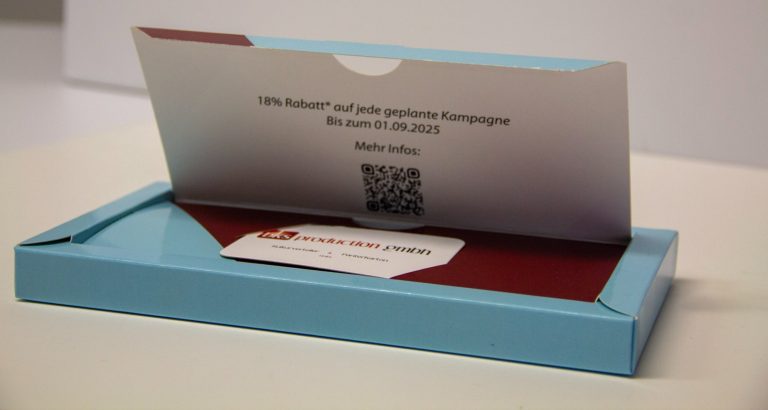 18% Rabatt* auf jede geplante Kampagne
Bis zum 01.09.2025
Mehr Infos:
production gmbh